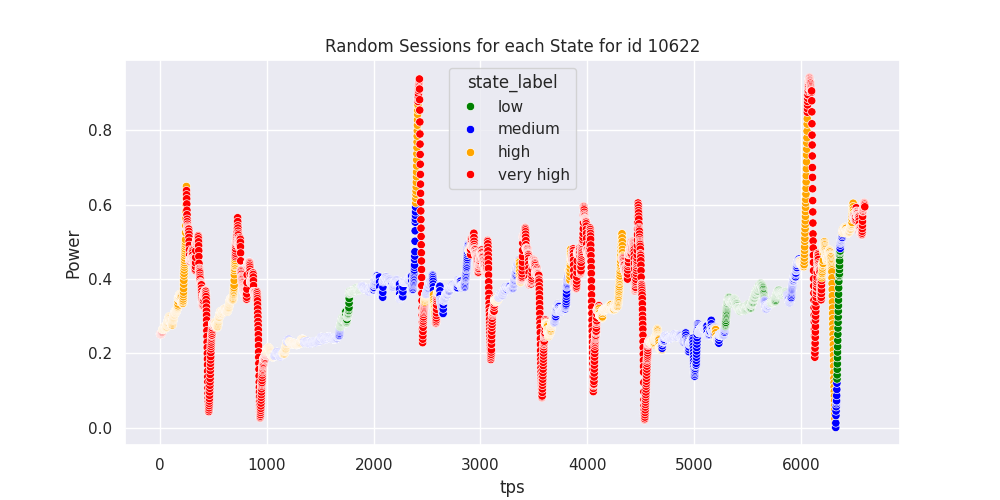 Random Sessions for each State for id 10622
state_label
low
medium
high
very high
Power
0.8
0.6
0.4
0.2
0.0
0 1000 2000 3000 4000 5000 6000
tps